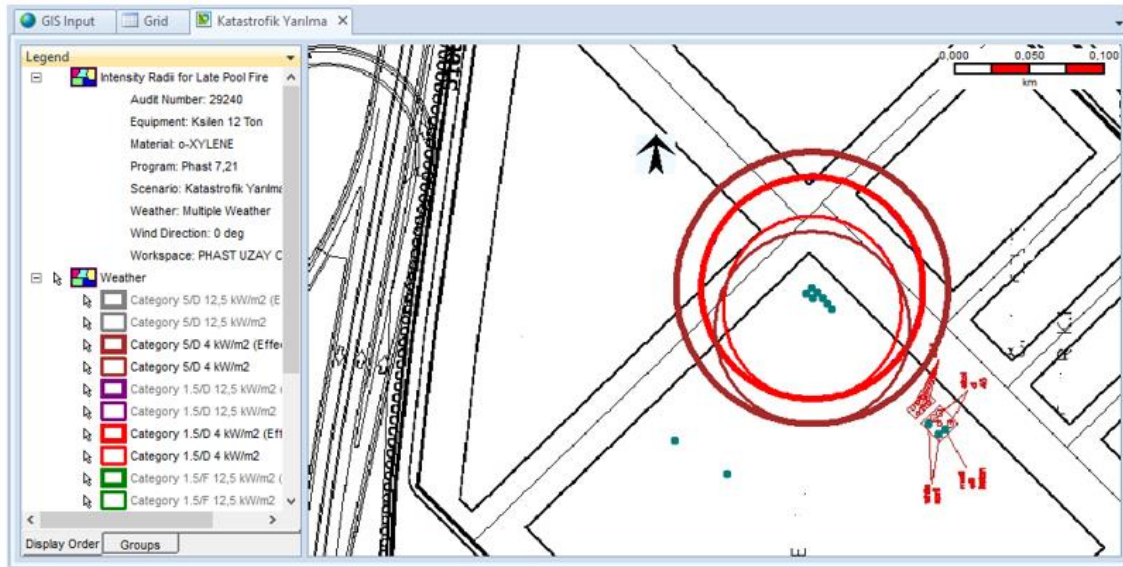 GIS Input Grid Katastrofik Yarılma
Legend
Intensity Radii for Late Pool Fire
Audit Number: 29240
Equipment: Ksilen 12 Ton
Material: o-XYLENE
Program: Phast 7,21
Scenario: Katastrofik Yarılma
Weather: Multiple Weather
Wind Direction: 0 deg
Workspace: PHAST UZAY C
Weather
Category 5/D 12,5 kW/m2 (E
Category 5/D 12,5 kW/m2
Category 5/D 4 kW/m2 (Effec
Category 5/D 4 kW/m2
Category 1.5/D 12,5 kW/m2 (
Category 1.5/D 12,5 kW/m2
Category 1.5/D 4 kW/m2 (Eff
Category 1.5/D 4 kW/m2
Category 1.5/F 12,5 kW/m2 (
Category 1.5/F 12,5 kW/m2
Display Order Groups
0,000 0,050 0,100
km